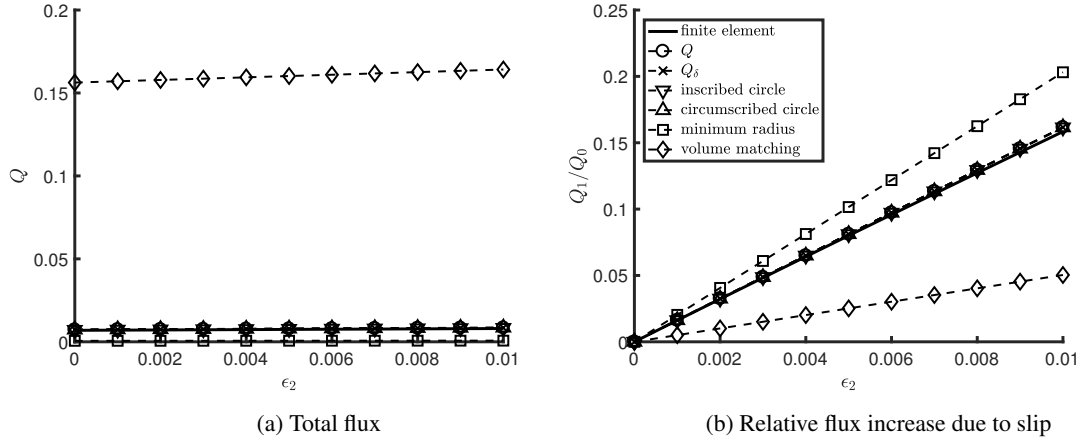 0.2
0.15
0.1
0.05
0
Q
0
0.002
0.004
0.006
0.008
0.01
ϵ₂
(a) Total flux
0.25
0.2
0.15
0.1
0.05
0
Q₁/Q₀
finite element
Q
Q_δ
inscribed circle
circumscribed circle
minimum radius
volume matching
0
0.002
0.004
0.006
0.008
0.01
ϵ₂
(b) Relative flux increase due to slip